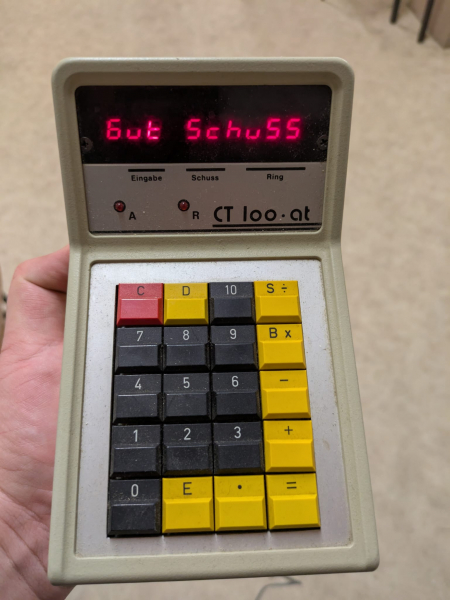 Gut SchuSS
Eingabe Schuss Ring
A R CT 100·at
C D 10 S ÷
7 8 9 B x
4 5 6 −
1 2 3 +
0 E · =